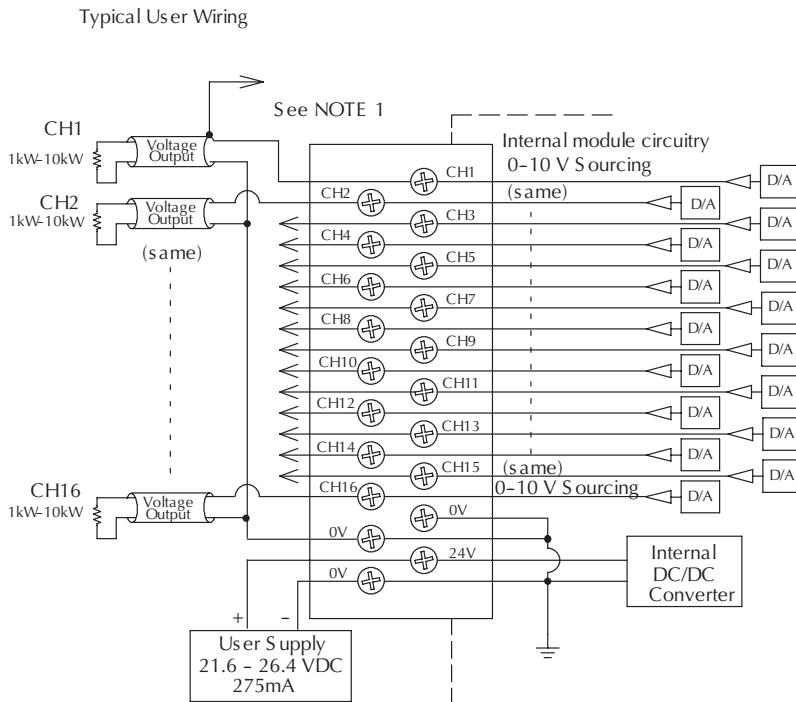 Typical User Wiring
See NOTE 1
CH1
1kW-10kW
Voltage
Output
Internal module circuitry
0-10 V Sourcing
CH1
D/A
CH2
1kW-10kW
Voltage
Output
CH2
(same)
D/A
(same)
CH3
D/A
CH4
D/A
CH5
D/A
CH6
D/A
CH7
D/A
CH8
D/A
CH9
D/A
CH10
D/A
CH11
D/A
CH12
D/A
CH13
D/A
CH14
D/A
CH15
(same)
D/A
CH16
1kW-10kW
Voltage
Output
CH16
0-10 V Sourcing
D/A
0V
0V
24V
0V
Internal
DC/DC
Converter
+
-
User Supply
21.6 - 26.4 VDC
275mA